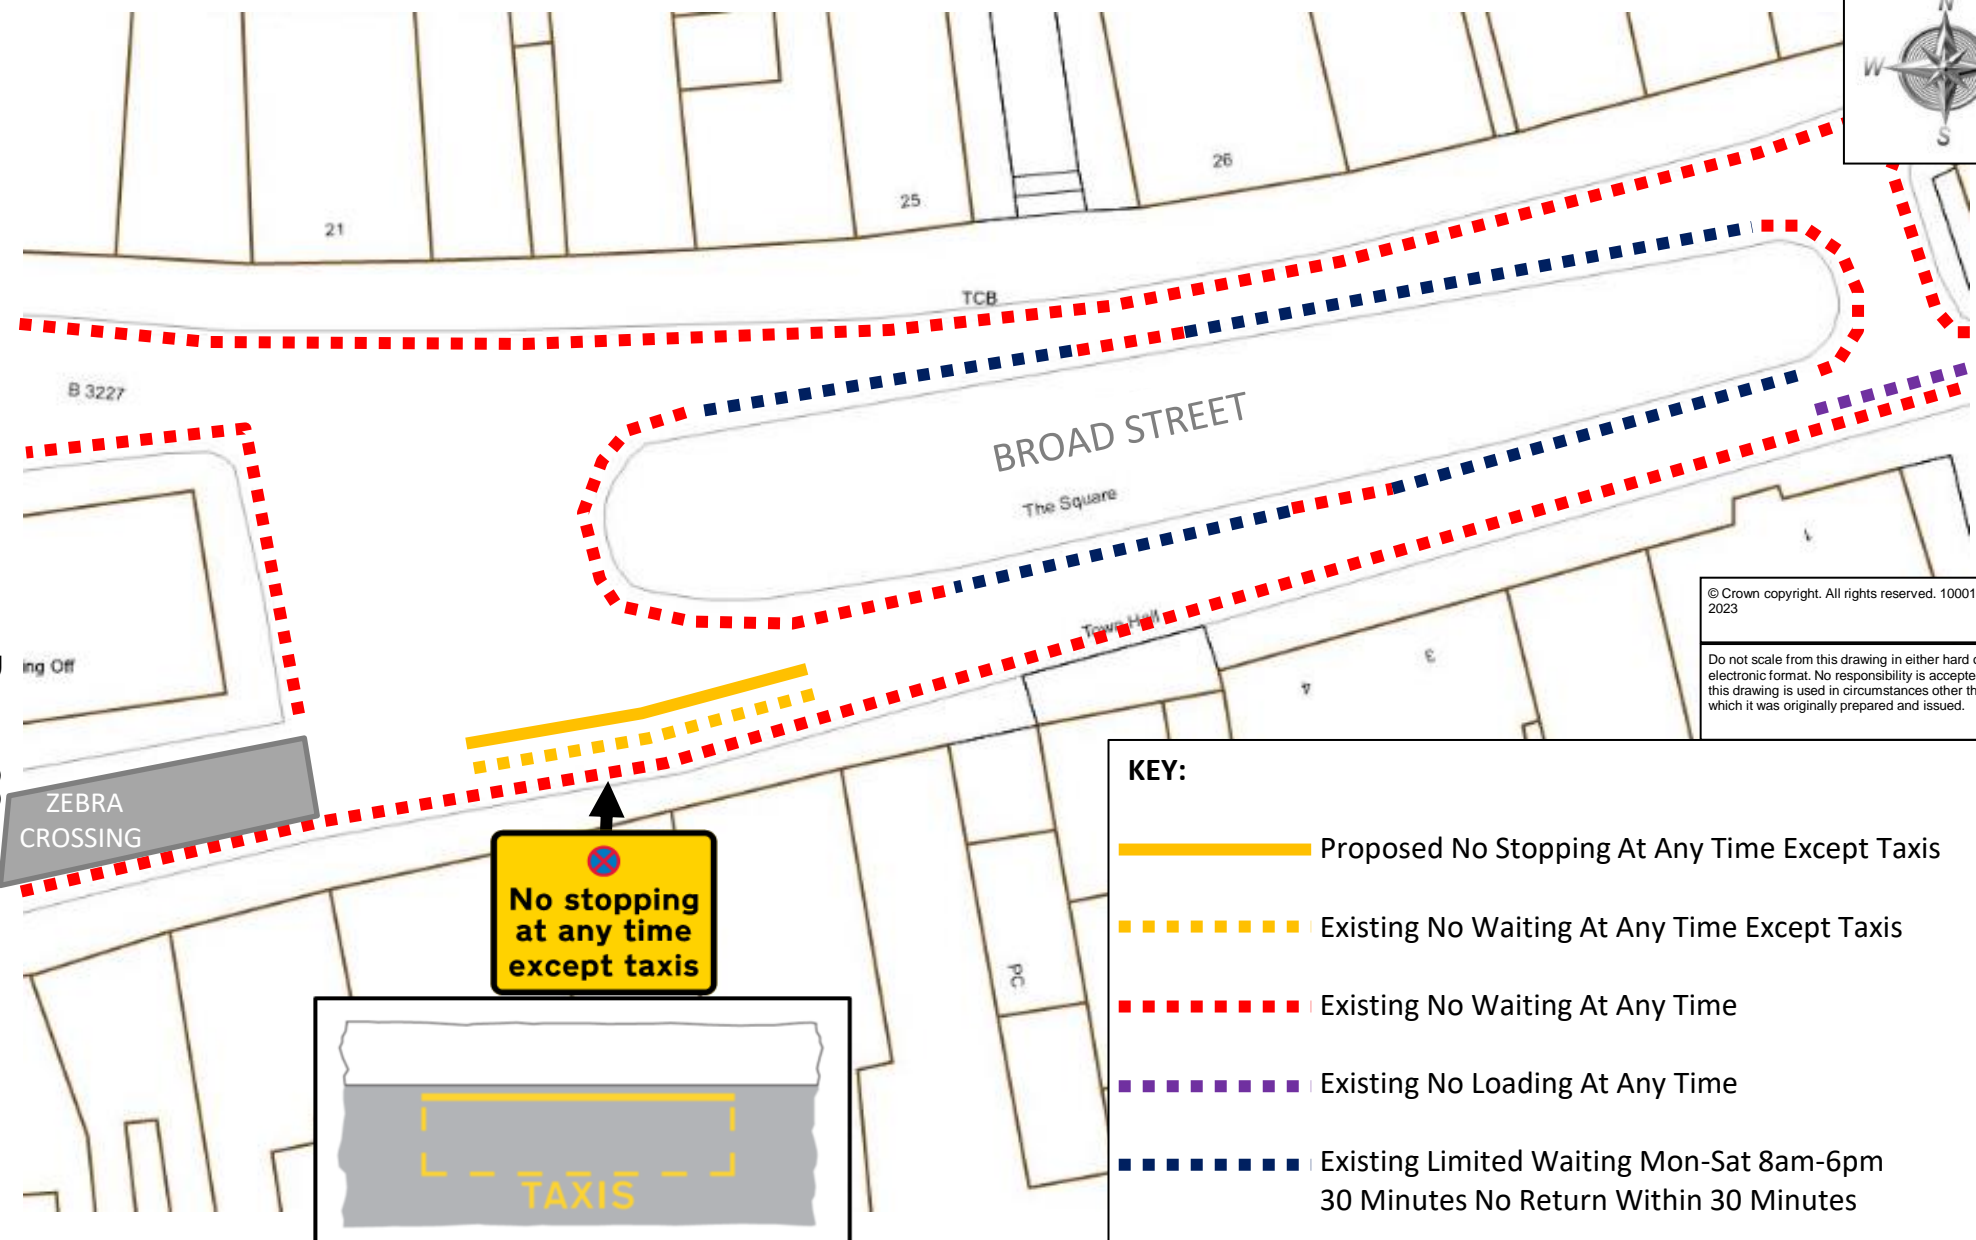 N
W
S
26
25
21
TCB
B 3227
BROAD STREET
The Square
1
© Crown copyright. All rights reserved. 10001
2023
Town Hall
3
ing Off
Do not scale from this drawing in either hard
electronic format. No responsibility is accepte
this drawing is used in circumstances other th
which it was originally prepared and issued.
4
ZEBRA
CROSSING
No stopping
at any time
except taxis
PC
TAXIS
KEY:
Proposed No Stopping At Any Time Except Taxis
Existing No Waiting At Any Time Except Taxis
Existing No Waiting At Any Time
Existing No Loading At Any Time
Existing Limited Waiting Mon-Sat 8am-6pm
30 Minutes No Return Within 30 Minutes